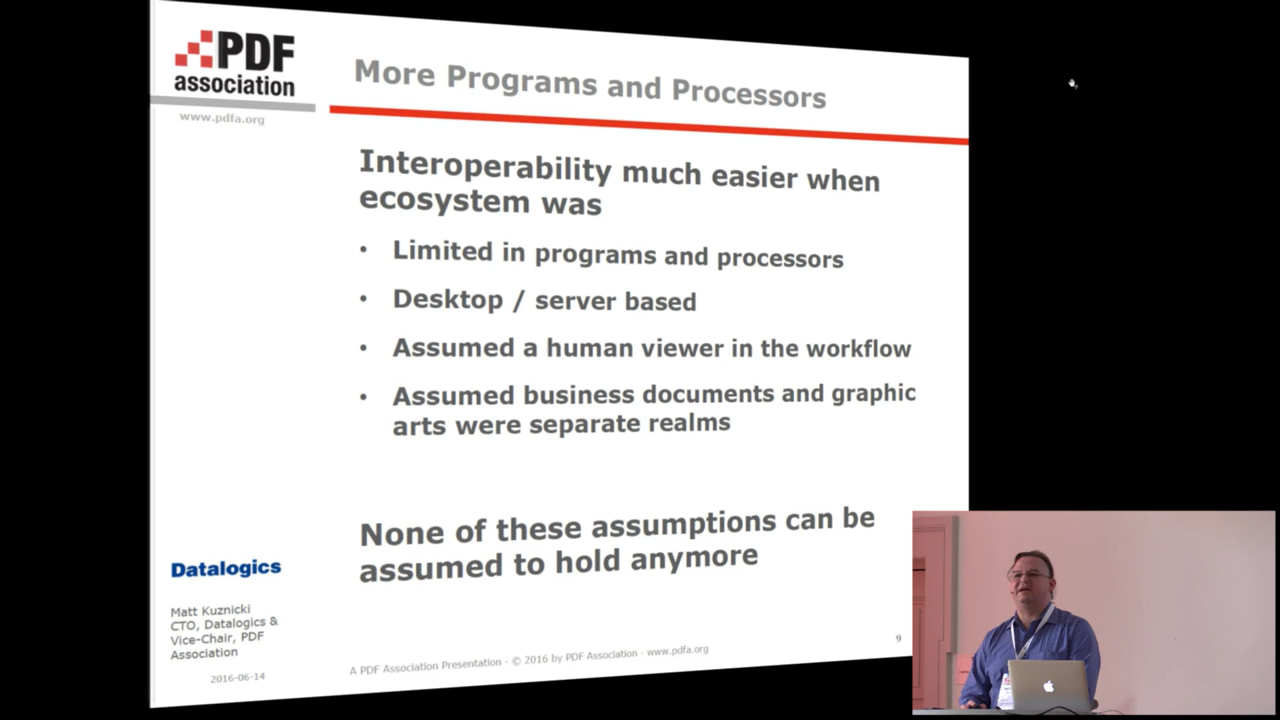 PDF
association
www.pdfa.org
More Programs and Processors
Interoperability much easier when
ecosystem was
• Limited in programs and processors
• Desktop / server based
• Assumed a human viewer in the workflow
• Assumed business documents and graphic
arts were separate realms
None of these assumptions can be
assumed to hold anymore
Datalogics
Matt Kuznicki
CTO, Datalogics &
Vice-Chair, PDF
Association
2016-06-14
A PDF Association Presentation · © 2016 by PDF Association · www.pdfa.org
9